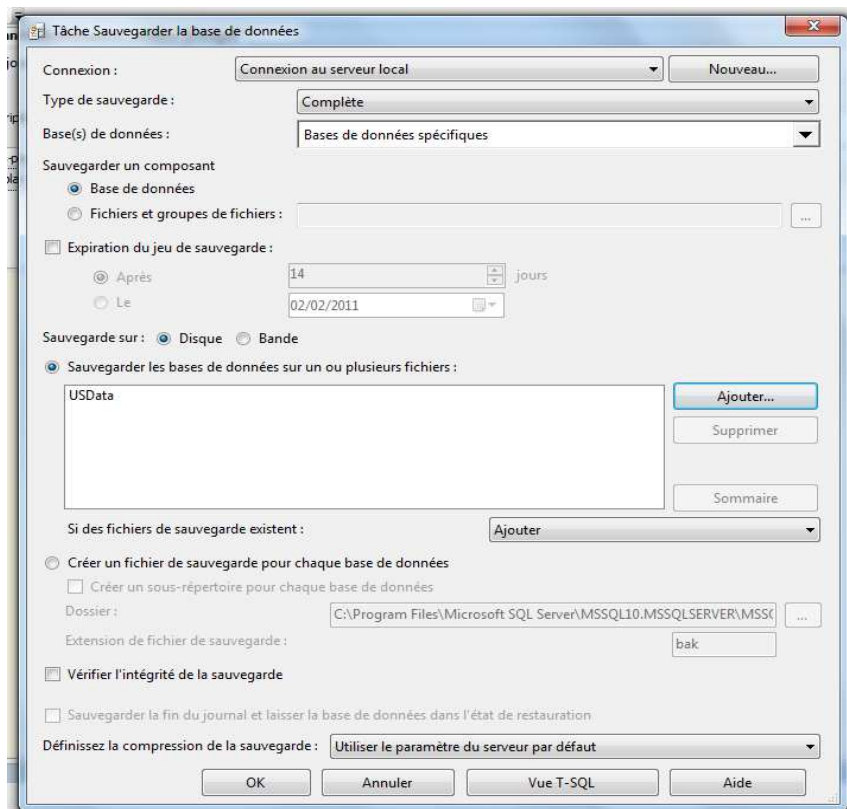 Tâche Sauvegarder la base de données
Connexion : Connexion au serveur local Nouveau...
Type de sauvegarde : Complète
Base(s) de données : Bases de données spécifiques
Sauvegarder un composant
Base de données
Fichiers et groupes de fichiers : ...
Expiration du jeu de sauvegarde :
Après 14 jours
Le 02/02/2011
Sauvegarde sur : Disque Bande
Sauvegarder les bases de données sur un ou plusieurs fichiers :
USData Ajouter...
Supprimer
Sommaire
Si des fichiers de sauvegarde existent : Ajouter
Créer un fichier de sauvegarde pour chaque base de données
Créer un sous-répertoire pour chaque base de données
Dossier : C:\Program Files\Microsoft SQL Server\MSSQL10.MSSQLSERVER\MSS ...
Extension de fichier de sauvegarde : bak
Vérifier l'intégrité de la sauvegarde
Sauvegarder la fin du journal et laisser la base de données dans l'état de restauration
Définissez la compression de la sauvegarde : Utiliser le paramètre du serveur par défaut
OK Annuler Vue T-SQL Aide